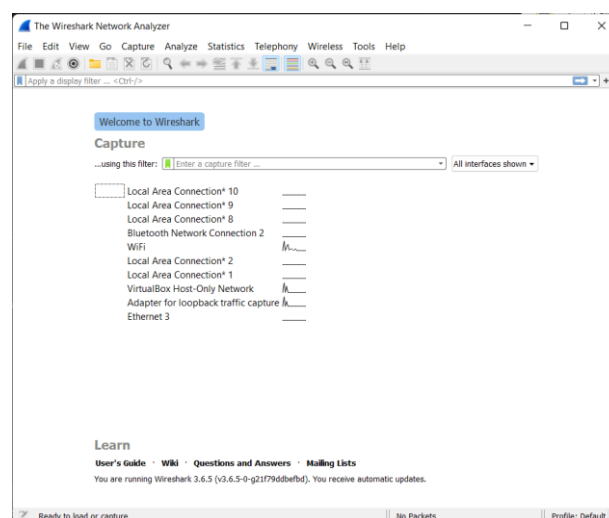 The Wireshark Network Analyzer
File Edit View Go Capture Analyze Statistics Telephony Wireless Tools Help
Apply a display filter ... <Ctrl-/>
Welcome to Wireshark
Capture
...using this filter: Enter a capture filter ... All interfaces shown
Local Area Connection* 10
Local Area Connection* 9
Local Area Connection* 8
Bluetooth Network Connection 2
WiFi
Local Area Connection* 2
Local Area Connection* 1
VirtualBox Host-Only Network
Adapter for loopback traffic capture
Ethernet 3
Learn
User's Guide · Wiki · Questions and Answers · Mailing Lists
You are running Wireshark 3.6.5 (v3.6.5-0-g21f79ddbefbd). You receive automatic updates.
Ready to load or capture No Packets Profile: Default